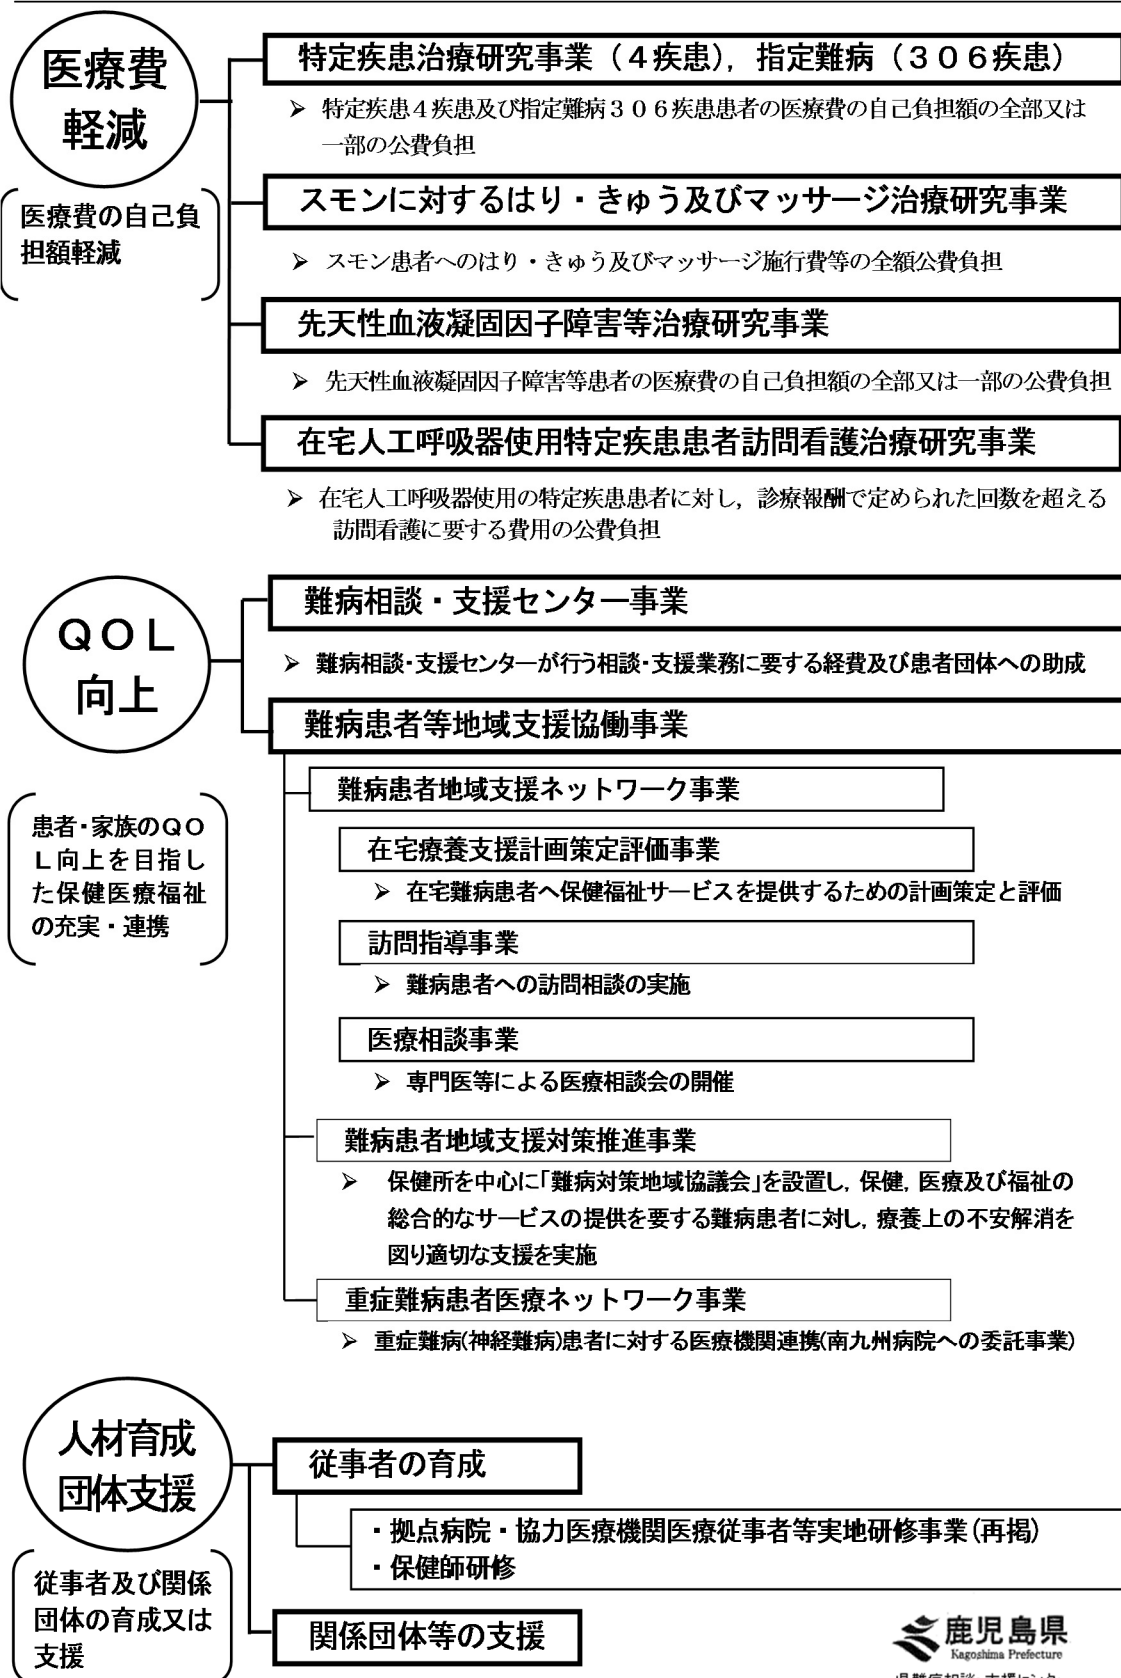 医療費
軽減
医療費の自己負
担額軽減
特定疾患治療研究事業（４疾患），指定難病（３０６疾患）
➢ 特定疾患４疾患及び指定難病３０６疾患患者の医療費の自己負担額の全部又は
一部の公費負担
スモンに対するはり・きゅう及びマッサージ治療研究事業
➢ スモン患者へのはり・きゅう及びマッサージ施行費等の全額公費負担
先天性血液凝固因子障害等治療研究事業
➢ 先天性血液凝固因子障害等患者の医療費の自己負担額の全部又は一部の公費負担
在宅人工呼吸器使用特定疾患患者訪問看護治療研究事業
➢ 在宅人工呼吸器使用の特定疾患患者に対し，診療報酬で定められた回数を超える
訪問看護に要する費用の公費負担
ＱＯＬ
向上
患者・家族のＱＯ
Ｌ向上を目指し
た保健医療福祉
の充実・連携
難病相談・支援センター事業
➢ 難病相談・支援センターが行う相談・支援業務に要する経費及び患者団体への助成
難病患者等地域支援協働事業
難病患者地域支援ネットワーク事業
在宅療養支援計画策定評価事業
➢ 在宅難病患者へ保健福祉サービスを提供するための計画策定と評価
訪問指導事業
➢ 難病患者への訪問相談の実施
医療相談事業
➢ 専門医等による医療相談会の開催
難病患者地域支援対策推進事業
➢ 保健所を中心に「難病対策地域協議会」を設置し，保健，医療及び福祉の
総合的なサービスの提供を要する難病患者に対し，療養上の不安解消を
図り適切な支援を実施
重症難病患者医療ネットワーク事業
➢ 重症難病(神経難病)患者に対する医療機関連携(南九州病院への委託事業)
人材育成
団体支援
従事者及び関係
団体の育成又は
支援
従事者の育成
・拠点病院・協力医療機関医療従事者等実地研修事業(再掲)
・保健師研修
関係団体等の支援
鹿児島県
Kagoshima Prefecture
県難病相談・支援センター